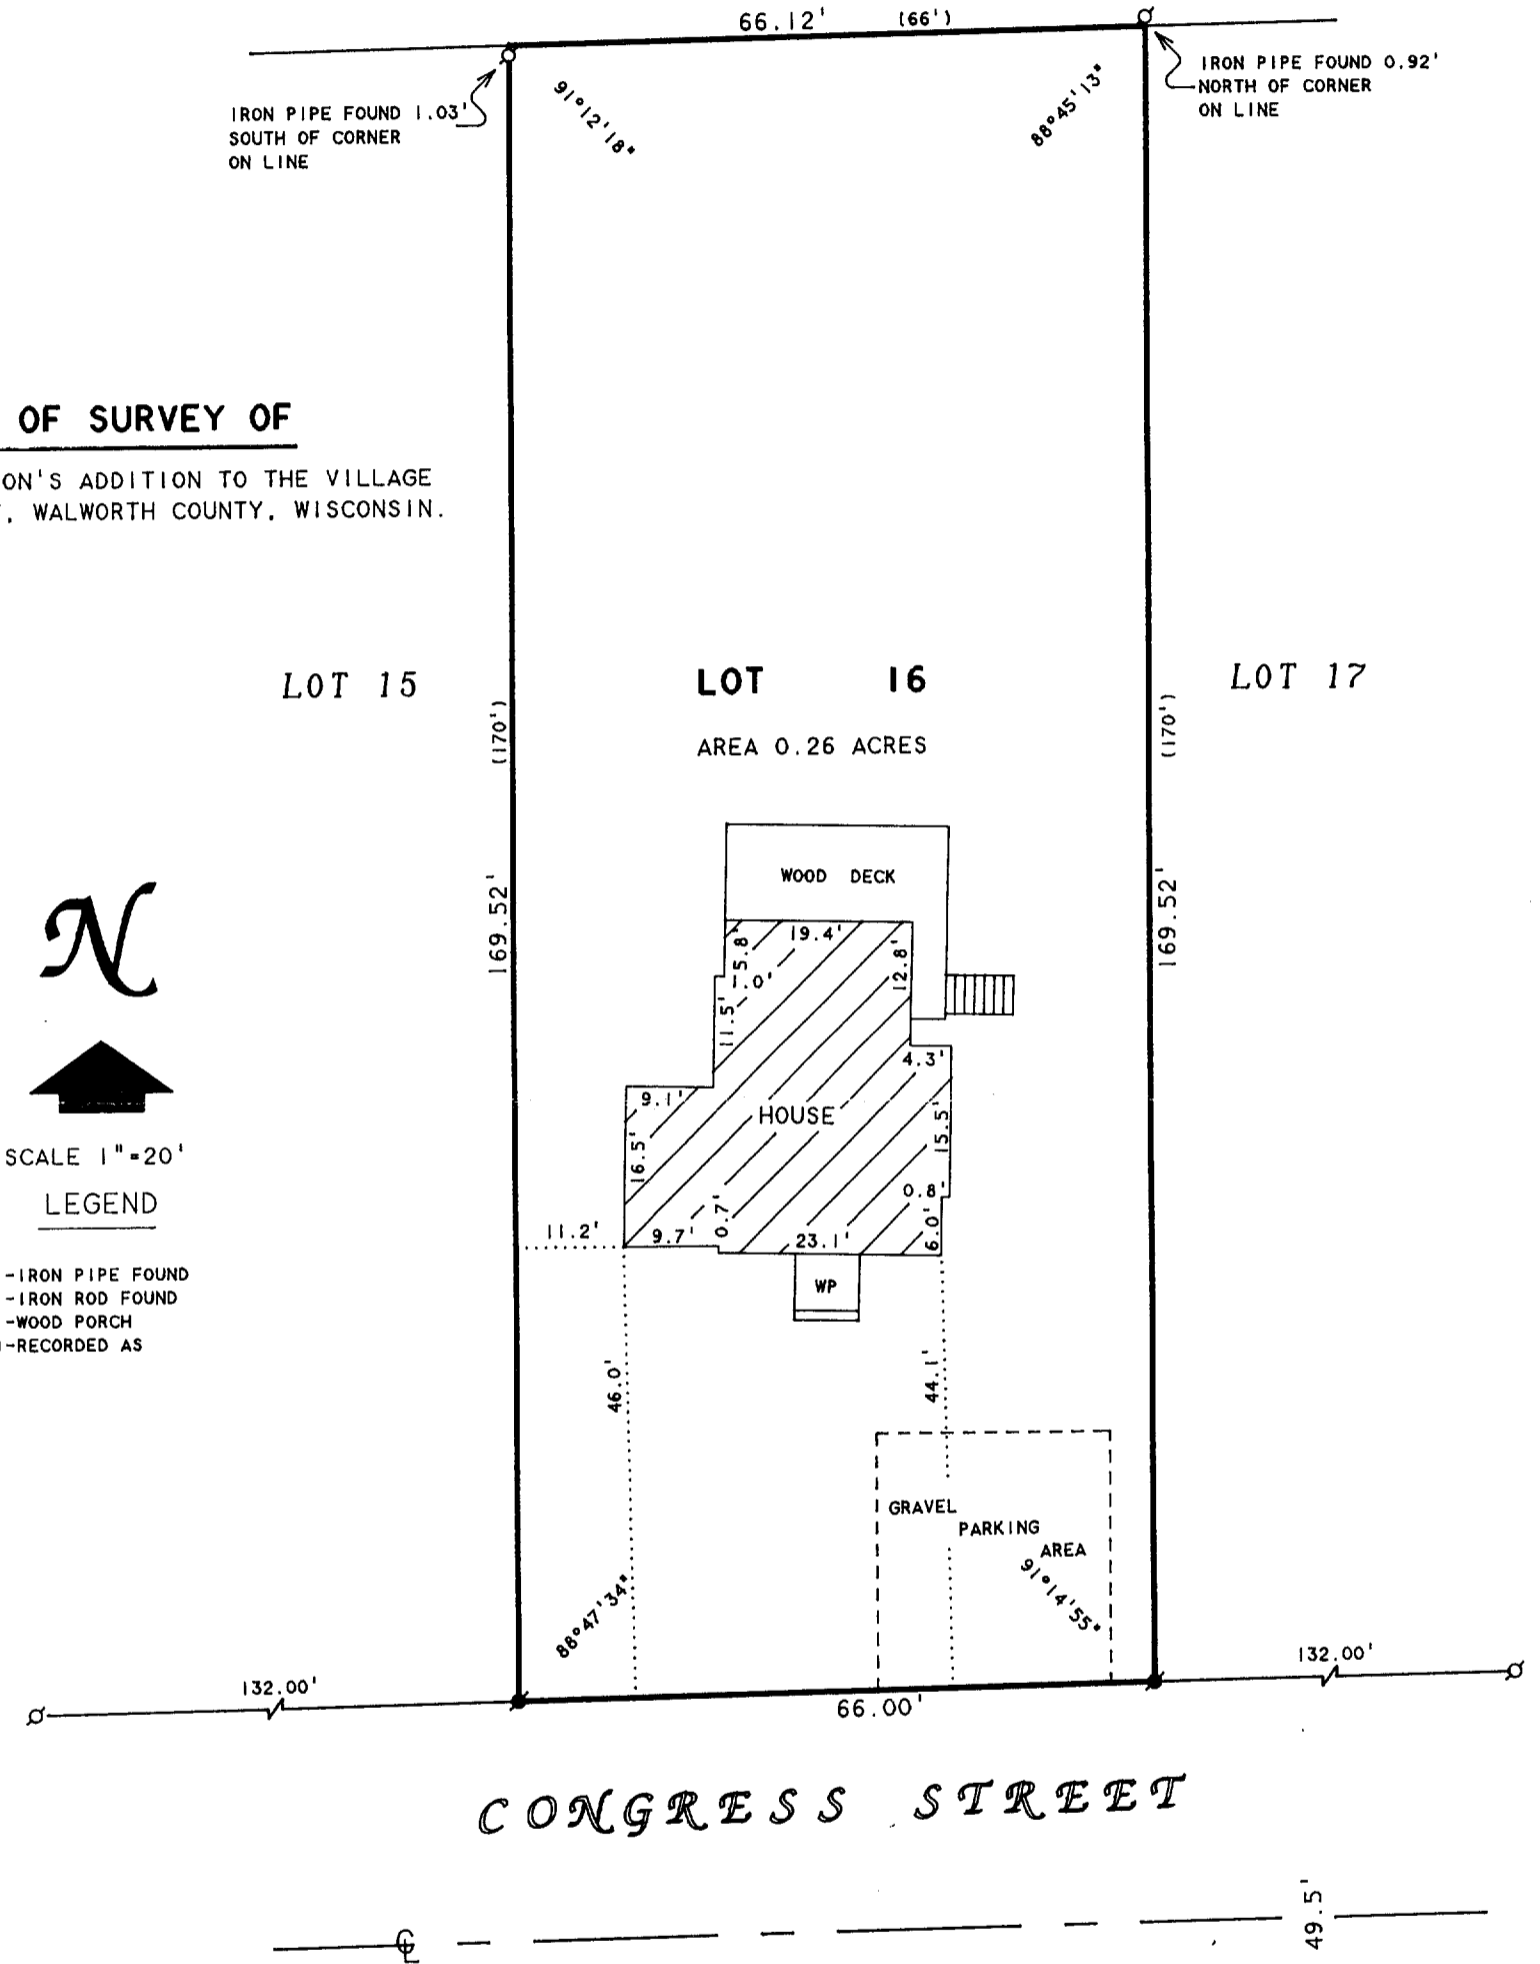 66.12' (66')
IRON PIPE FOUND 1.03'
SOUTH OF CORNER
ON LINE
91°12'18"
88°45'13"
IRON PIPE FOUND 0.92'
NORTH OF CORNER
ON LINE
OF SURVEY OF
ON'S ADDITION TO THE VILLAGE
, WALWORTH COUNTY, WISCONSIN.
LOT 15
LOT 16
LOT 17
(170')
AREA 0.26 ACRES
(170')
169.52'
169.52'
WOOD DECK
19.4'
5.8'
1.0'
12.8'
11.5'
4.3'
9.1'
HOUSE
15.5'
16.5'
0.8'
0.7'
6.0'
11.2'
9.7'
23.1'
WP
N
SCALE 1"=20'
LEGEND
-IRON PIPE FOUND
-IRON ROD FOUND
-WOOD PORCH
-RECORDED AS
46.0'
44.1'
GRAVEL
PARKING
AREA
88°47'34"
91°14'55"
132.00'
66.00'
132.00'
CONGRESS STREET
℄
49.5'